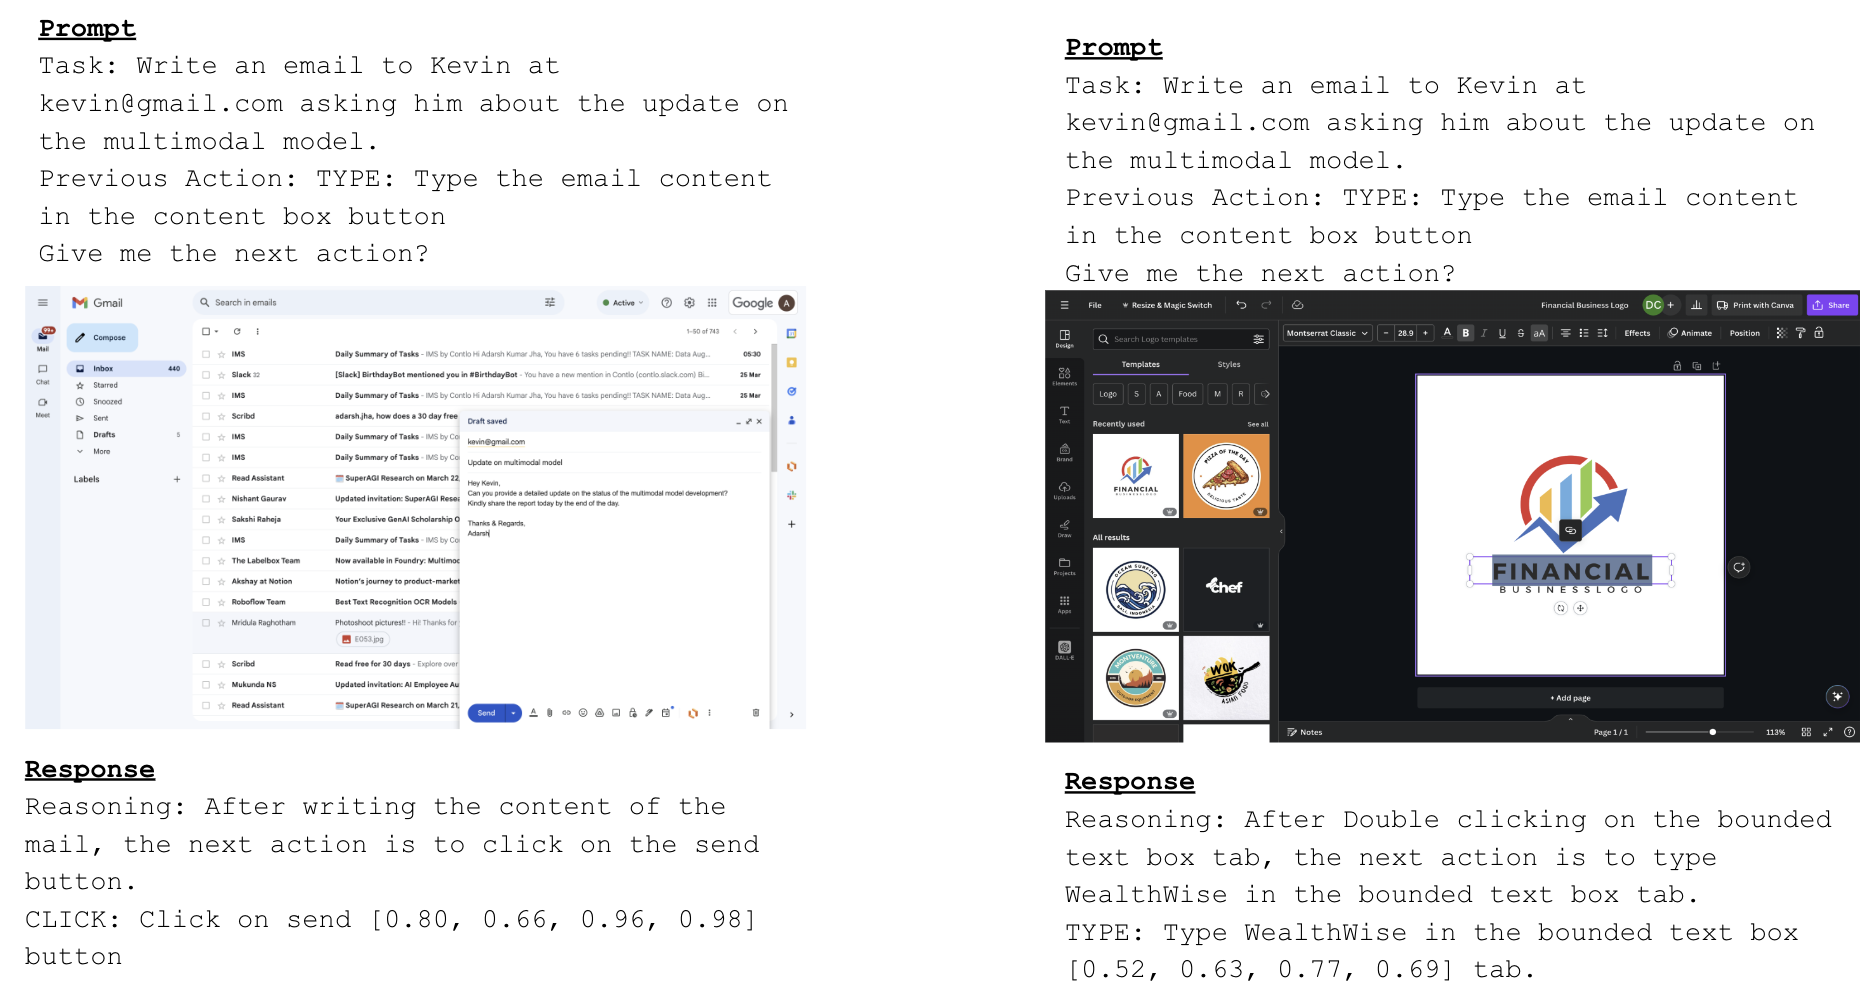 Prompt
Task: Write an email to Kevin at
kevin@gmail.com asking him about the update on
the multimodal model.
Previous Action: TYPE: Type the email content
in the content box button
Give me the next action?
Gmail
Search in emails
Active
Google
A
99+
Mail
Chat
Meet
Compose
Inbox 440
Starred
Snoozed
Sent
Drafts 5
More
Labels +
1-50 of 743
IMS Daily Summary of Tasks - IMS by Contlo Hi Adarsh Kumar Jha, You have 6 tasks pending!! TASK NAME: Data Aug... 05:30
Slack 32 [Slack] BirthdayBot mentioned you in #BirthdayBot - You have a new mention in Contlo (contlo.slack.com) Bi... 25 Mar
IMS Daily Summary of Tasks - IMS by Contlo Hi Adarsh Kumar Jha, You have 6 tasks pending!! TASK NAME: Data Aug... 25 Mar
Scribd adarsh.jha, how does a 30 day free
IMS Daily Summary of Tasks - IMS by Co
IMS Daily Summary of Tasks - IMS by Co
Read Assistant SuperAGI Research on March 22,
Nishant Gaurav Updated invitation: SuperAGI Resea
Sakshi Raheja Your Exclusive GenAI Scholarship O
IMS Daily Summary of Tasks - IMS by Co
The Labelbox Team Now available in Foundry: Multimoc
Akshay at Notion Notion's journey to product-market
Roboflow Team Best Text Recognition OCR Models
Mridula Raghotham Photoshoot pictures!! - Hi! Thanks for
E053.jpg
Scribd Read free for 30 days - Explore over
Mukunda NS Updated invitation: AI Employee Au
Read Assistant SuperAGI Research on March 21,
Draft saved
kevin@gmail.com
Update on multimodal model
Hey Kevin,
Can you provide a detailed update on the status of the multimodal model development?
Kindly share the report today by the end of the day.
Thanks & Regards,
Adarsh
Send
Response
Reasoning: After writing the content of the
mail, the next action is to click on the send
button.
CLICK: Click on send [0.80, 0.66, 0.96, 0.98]
button
Prompt
Task: Write an email to Kevin at
kevin@gmail.com asking him about the update on
the multimodal model.
Previous Action: TYPE: Type the email content
in the content box button
Give me the next action?
File Resize & Magic Switch
Financial Business Logo DC + Print with Canva Share
Design
Elements
Text
Brand
Uploads
Draw
Projects
Apps
DALL-E
Search Logo templates
Templates Styles
Logo S A Food M R
Recently used See all
FINANCIAL
BUSINESSLOGO
PIZZA OF THE DAY
DELICIOUS TASTE
All results
OCEAN SURFING
BALI, INDONESIA
chef
MONTVENTURE
WOK
ASIAN FOOD
Montserrat Classic - 28.9 + A B I U S aA Effects Animate Position
FINANCIAL
BUSINESSLOGO
+ Add page
Notes Page 1 / 1 113%
Response
Reasoning: After Double clicking on the bounded
text box tab, the next action is to type
WealthWise in the bounded text box tab.
TYPE: Type WealthWise in the bounded text box
[0.52, 0.63, 0.77, 0.69] tab.